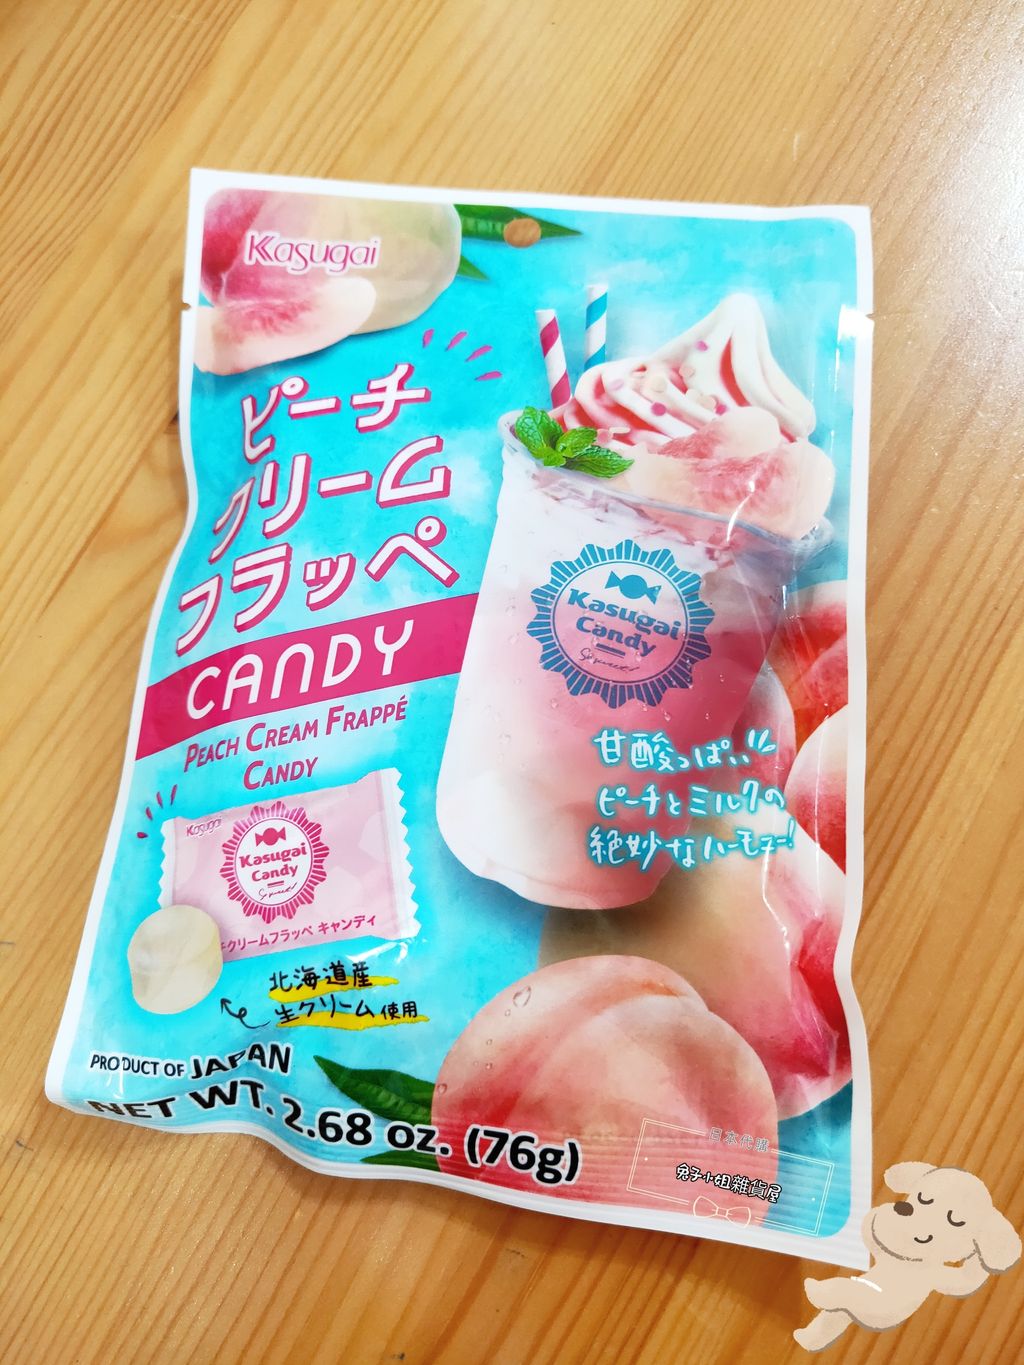 Kasugai
ピーチ
クリーム
フラッペ
CANDY
PEACH CREAM FRAPPÉ
CANDY
Kasugai
Candy
甘酸っぱい
ピーチとミルクの
絶妙なハーモニー!
Kasugai
Kasugai
Candy
クリームフラッペ キャンディ
北海道産
生クリーム使用
PRODUCT OF JAPAN
NET WT. 2.68 oz. (76g)
日本代購
兔子小姐雜貨屋